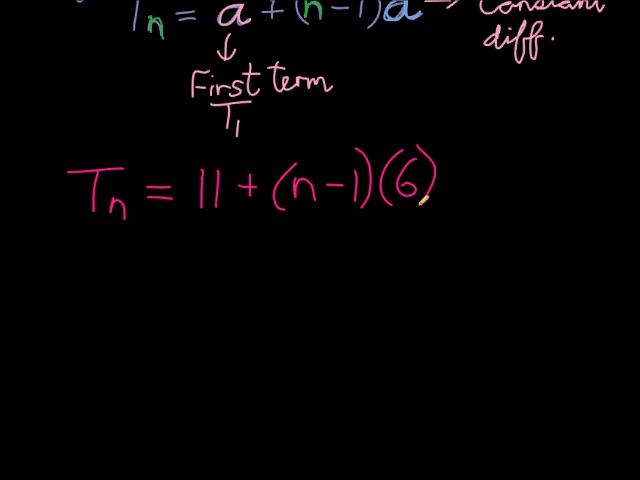 Tn = a + (n-1)d → Constant
diff.
↓
First term
T1
Tn = 11 + (n-1)(6)